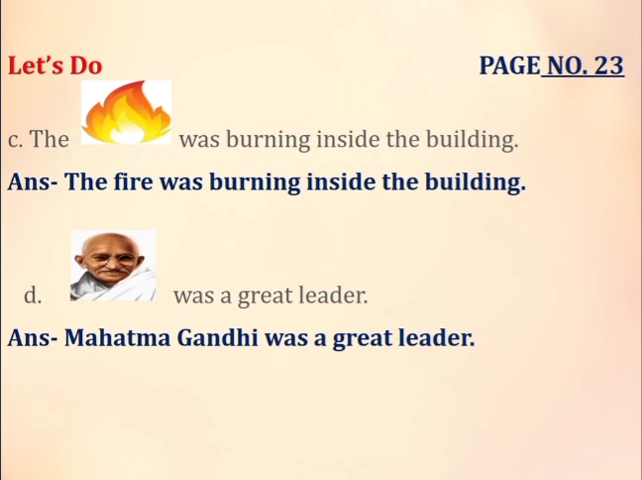 Let's Do PAGE NO. 23
c. The was burning inside the building.
Ans- The fire was burning inside the building.
d. was a great leader.
Ans- Mahatma Gandhi was a great leader.